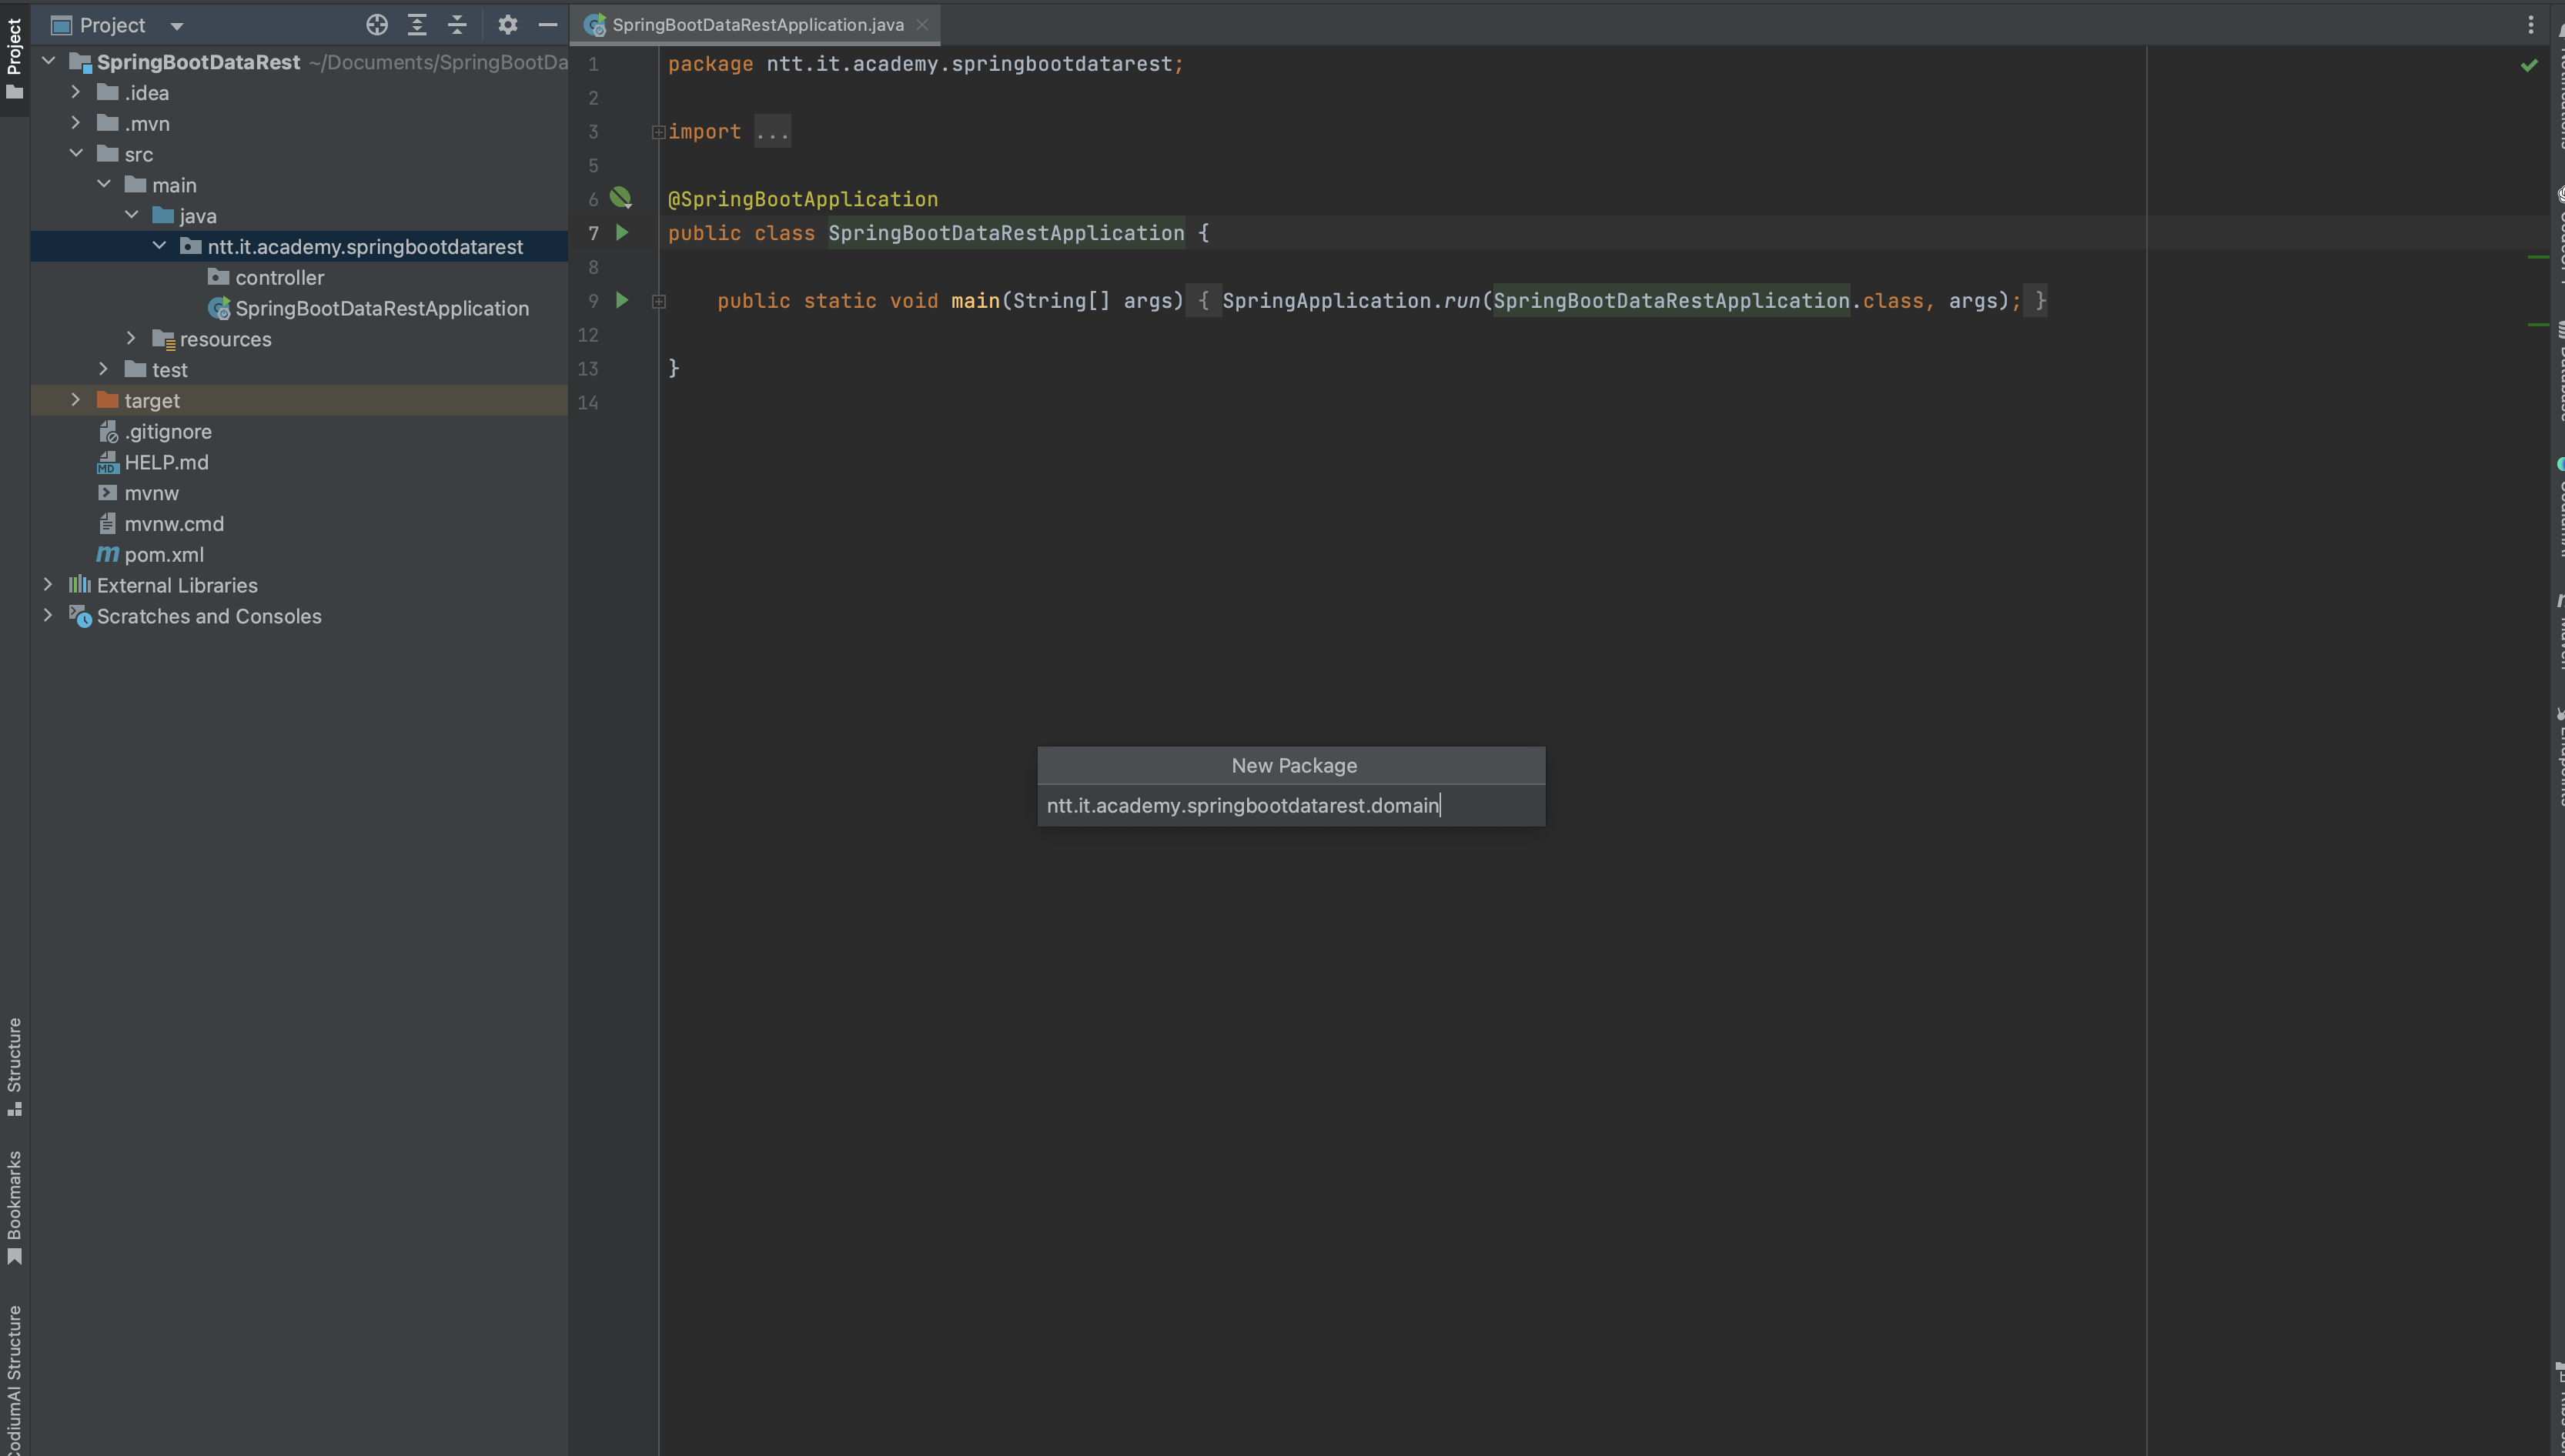 Project
Project
SpringBootDataRest ~/Documents/SpringBootDa
.idea
.mvn
src
main
java
ntt.it.academy.springbootdatarest
controller
SpringBootDataRestApplication
resources
test
target
.gitignore
HELP.md
mvnw
mvnw.cmd
pom.xml
External Libraries
Scratches and Consoles
Structure
Bookmarks
CodiumAI Structure
SpringBootDataRestApplication.java
1 package ntt.it.academy.springbootdatarest;
2
3 import ...
5
6 @SpringBootApplication
7 public class SpringBootDataRestApplication {
8
9 public static void main(String[] args) { SpringApplication.run(SpringBootDataRestApplication.class, args); }
12
13 }
14
New Package
ntt.it.academy.springbootdatarest.domain